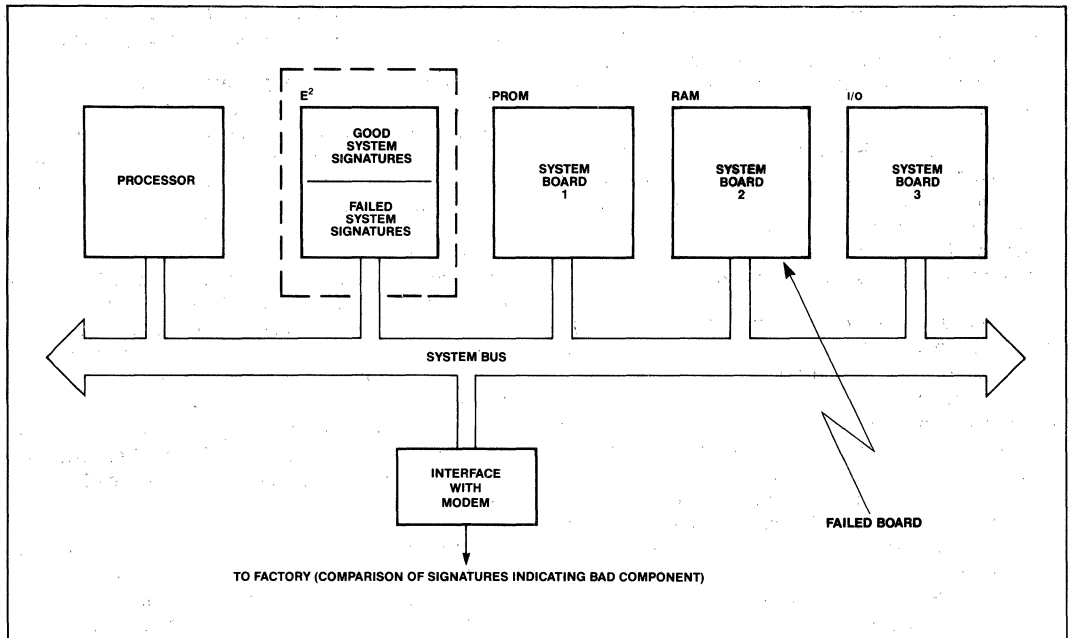 E²
PROM
RAM
I/O
PROCESSOR
GOOD
SYSTEM
SIGNATURES
FAILED
SYSTEM
SIGNATURES
SYSTEM
BOARD
1
SYSTEM
BOARD
2
SYSTEM
BOARD
3
SYSTEM BUS
INTERFACE
WITH
MODEM
FAILED BOARD
TO FACTORY (COMPARISON OF SIGNATURES INDICATING BAD COMPONENT)